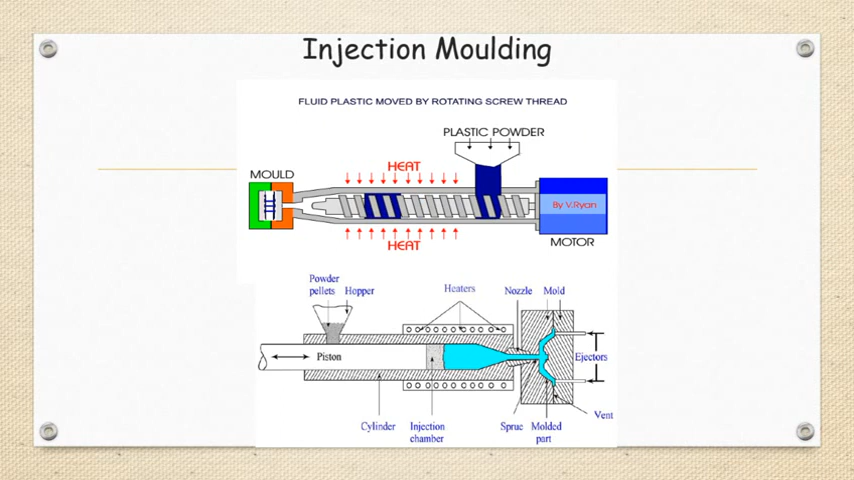 Injection Moulding
FLUID PLASTIC MOVED BY ROTATING SCREW THREAD
PLASTIC POWDER
HEAT
MOULD
By V.Ryan
HEAT
MOTOR
Powder
pellets
Hopper
Heaters
Nozzle
Mold
Piston
Ejectors
Vent
Cylinder
Injection
chamber
Sprue
Molded
part